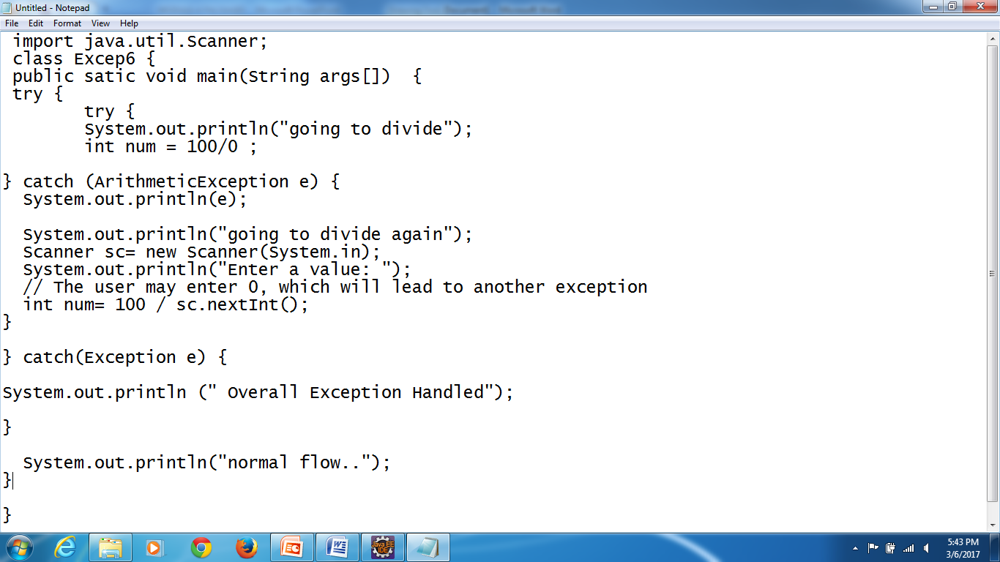 Untitled - Notepad
File Edit Format View Help
import java.util.Scanner;
class Excep6 {
public satic void main(String args[])  {
try {
try {
System.out.println("going to divide");
int num = 100/0 ;
} catch (ArithmeticException e) {
System.out.println(e);
System.out.println("going to divide again");
Scanner sc= new Scanner(System.in);
System.out.println("Enter a value: ");
// The user may enter 0, which will lead to another exception
int num= 100 / sc.nextInt();
}
} catch(Exception e) {
System.out.println (" Overall Exception Handled");
}
System.out.println("normal flow..");
}
}
Java EE
IDE
5:43 PM
3/6/2017